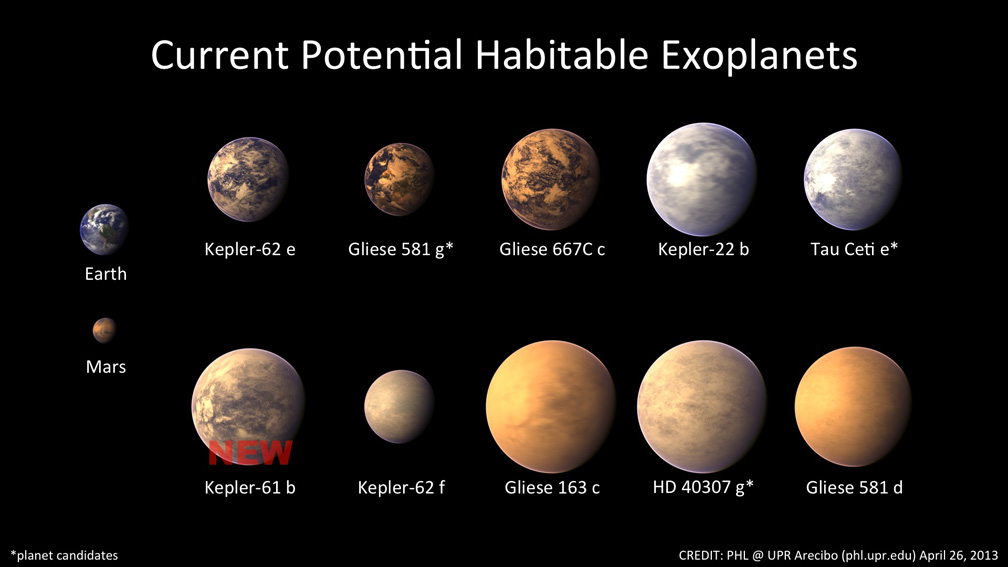 Current Potential Habitable Exoplanets
Kepler-62 e
Gliese 581 g*
Gliese 667C c
Kepler-22 b
Tau Ceti e*
Earth
Mars
NEW
Kepler-61 b
Kepler-62 f
Gliese 163 c
HD 40307 g*
Gliese 581 d
*planet candidates
CREDIT: PHL @ UPR Arecibo (phl.upr.edu) April 26, 2013